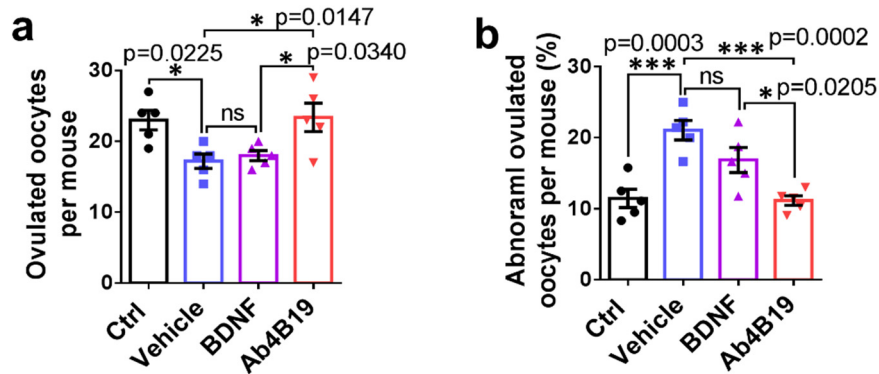 a
* p=0.0147
p=0.0225
* p=0.0340
*
ns
Ovulated oocytes
per mouse
30
20
10
0
Ctrl
Vehicle
BDNF
Ab4B19
b
p=0.0003
*** p=0.0002
***
ns
* p=0.0205
Abnoraml ovulated
oocytes per mouse (%)
30
20
10
0
Ctrl
Vehicle
BDNF
Ab4B19